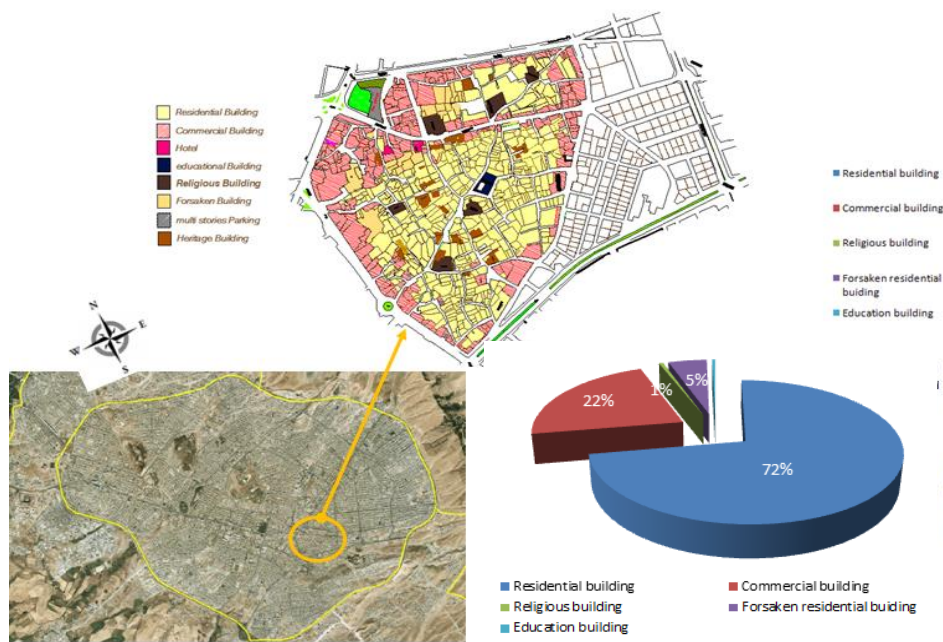 Residential Building
Commercial Building
Hotel
educational Building
Religious Building
Forsaken Building
multi stories Parking
Heritage Building
Residential building
Commercial building
Religious building
Forsaken residential
buiding
Education building
N
E
W
S
22%
1%
5%
72%
Residential building
Commercial building
Religious building
Forsaken residential buiding
Education building